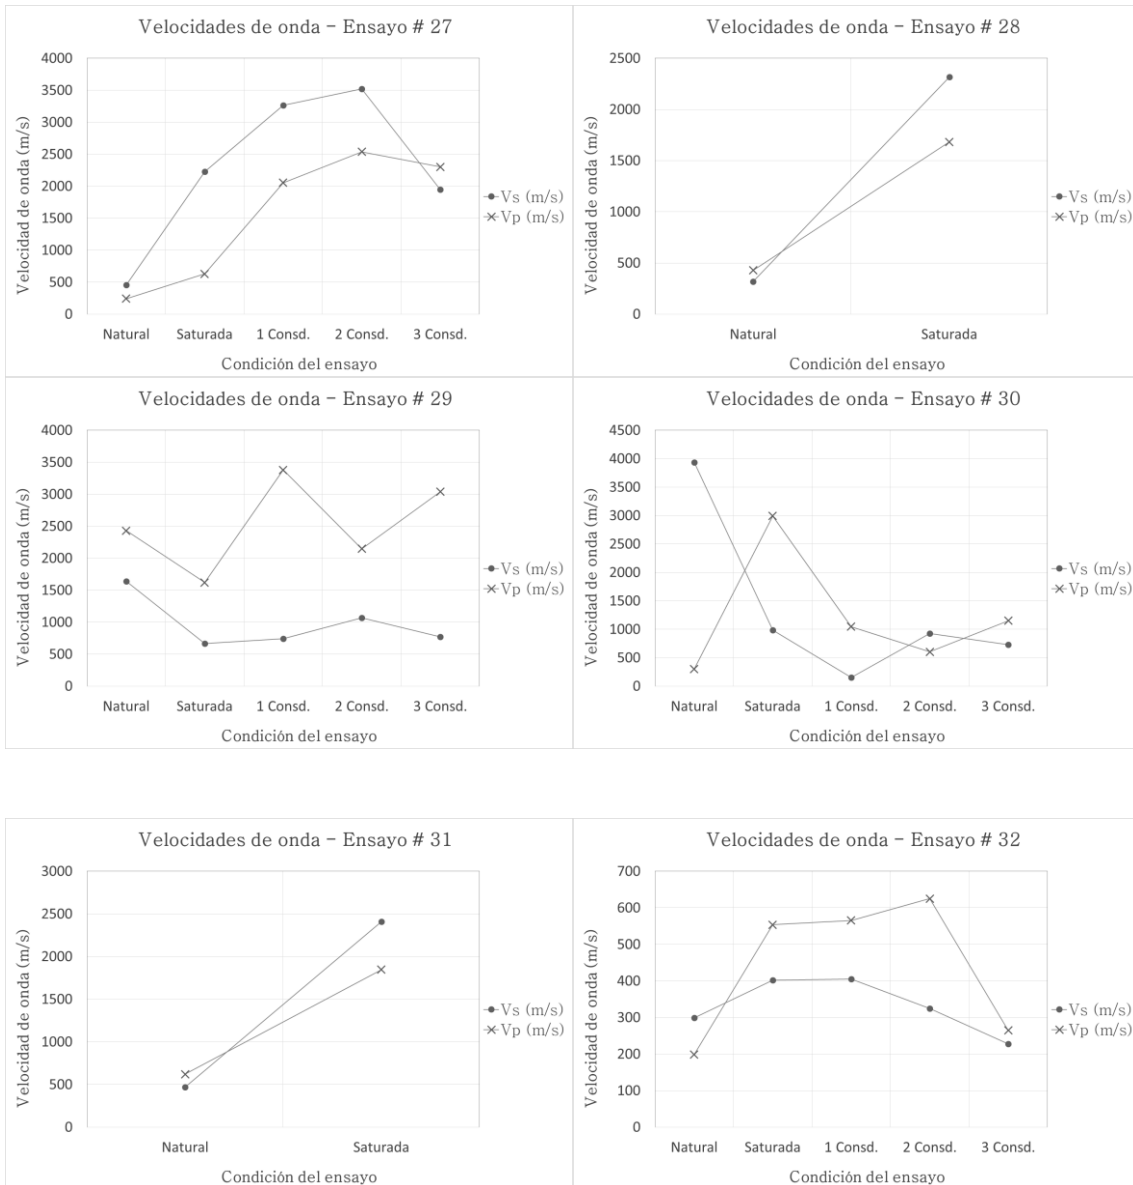 Velocidades de onda – Ensayo # 27
4000
3500
3000
2500
2000
1500
1000
500
0
Velocidad de onda (m/s)
Natural Saturada 1 Consd. 2 Consd. 3 Consd.
Condición del ensayo
Vs (m/s)
Vp (m/s)
Velocidades de onda – Ensayo # 28
2500
2000
1500
1000
500
0
Velocidad de onda (m/s)
Natural Saturada
Condición del ensayo
Vs (m/s)
Vp (m/s)
Velocidades de onda – Ensayo # 29
4000
3500
3000
2500
2000
1500
1000
500
0
Velocidad de onda (m/s)
Natural Saturada 1 Consd. 2 Consd. 3 Consd.
Condición del ensayo
Vs (m/s)
Vp (m/s)
Velocidades de onda – Ensayo # 30
4500
4000
3500
3000
2500
2000
1500
1000
500
0
Velocidad de onda (m/s)
Natural Saturada 1 Consd. 2 Consd. 3 Consd.
Condición del ensayo
Vs (m/s)
Vp (m/s)
Velocidades de onda – Ensayo # 31
3000
2500
2000
1500
1000
500
0
Velocidad de onda (m/s)
Natural Saturada
Condición del ensayo
Vs (m/s)
Vp (m/s)
Velocidades de onda – Ensayo # 32
700
600
500
400
300
200
100
0
Velocidad de onda (m/s)
Natural Saturada 1 Consd. 2 Consd. 3 Consd.
Condición del ensayo
Vs (m/s)
Vp (m/s)